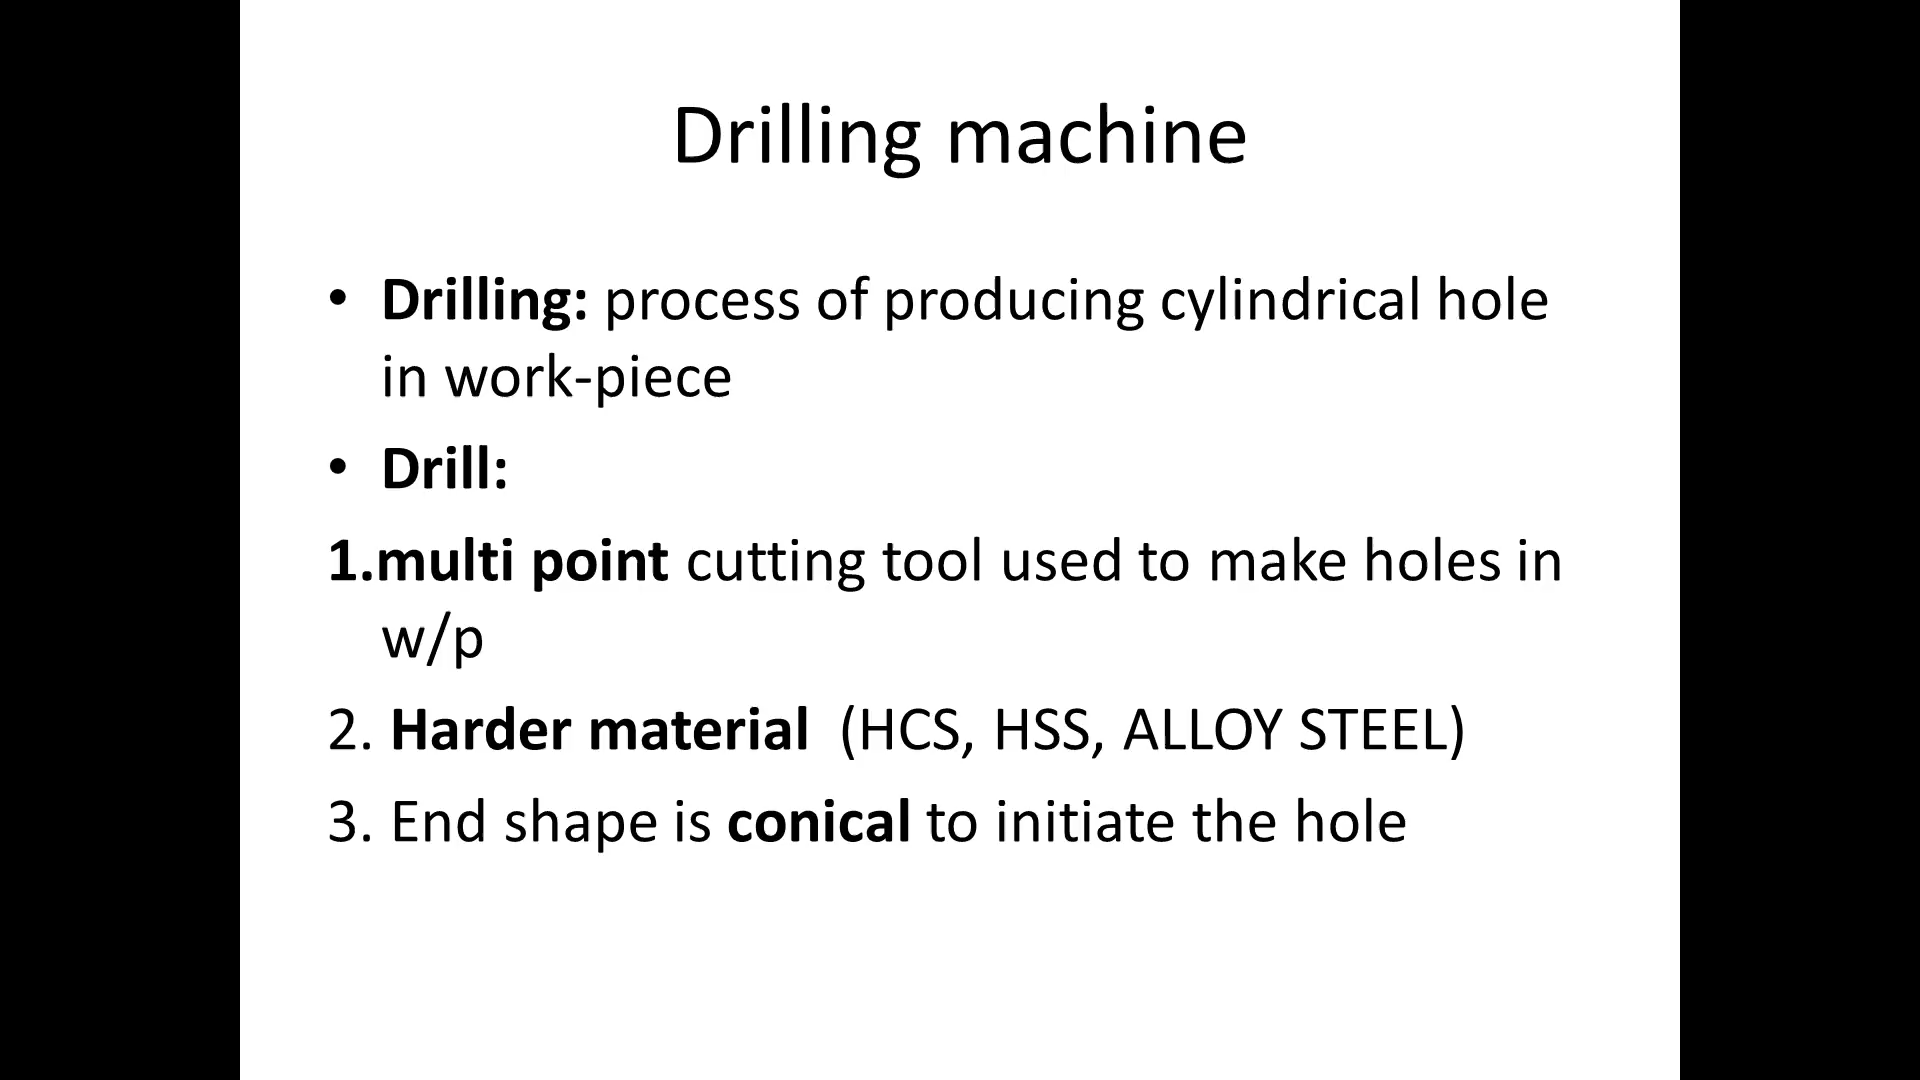 Drilling machine
• Drilling: process of producing cylindrical hole
in work-piece
• Drill:
1.multi point cutting tool used to make holes in
w/p
2. Harder material (HCS, HSS, ALLOY STEEL)
3. End shape is conical to initiate the hole